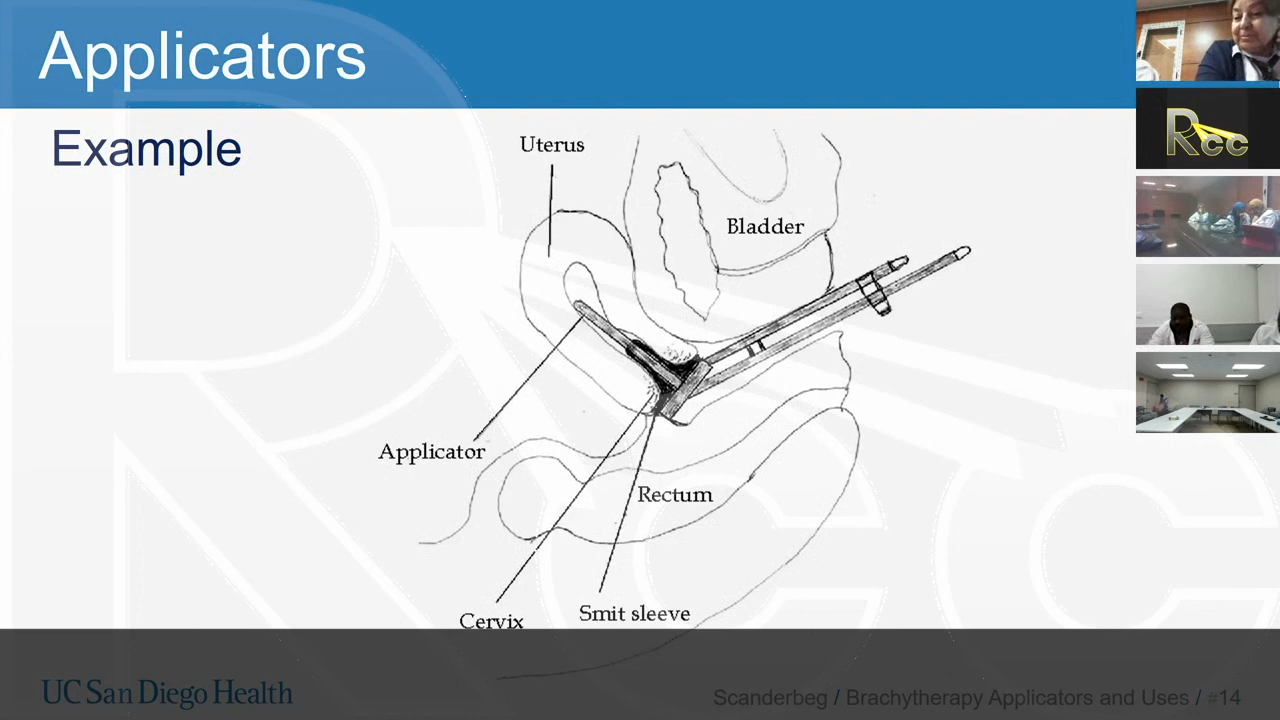 Applicators
Example
Uterus
Bladder
Applicator
Rectum
Cervix
Smit sleeve
UC San Diego Health
Scanderbeg / Brachytherapy Applicators and Uses / #14
Rcc